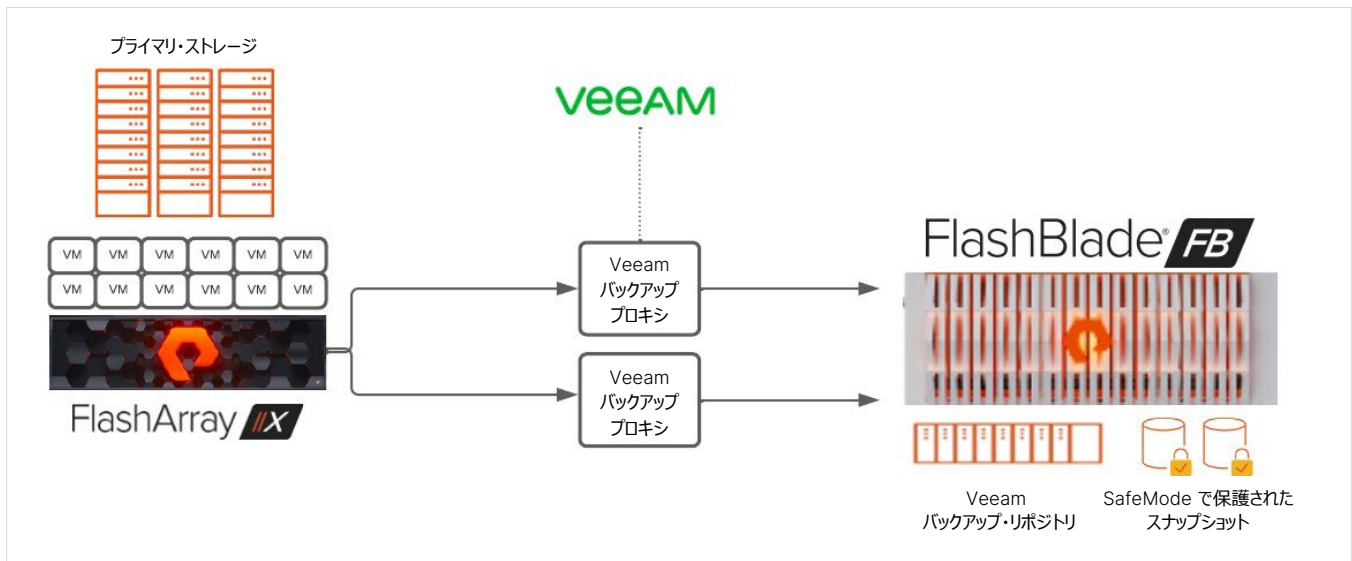 プライマリ・ストレージ
veeAM
VM VM VM VM VM VM
VM VM VM VM VM VM
FlashArray //X
Veeam
バックアップ
プロキシ
Veeam
バックアップ
プロキシ
FlashBlade® FB
Veeam
バックアップ・リポジトリ
SafeMode で保護された
スナップショット